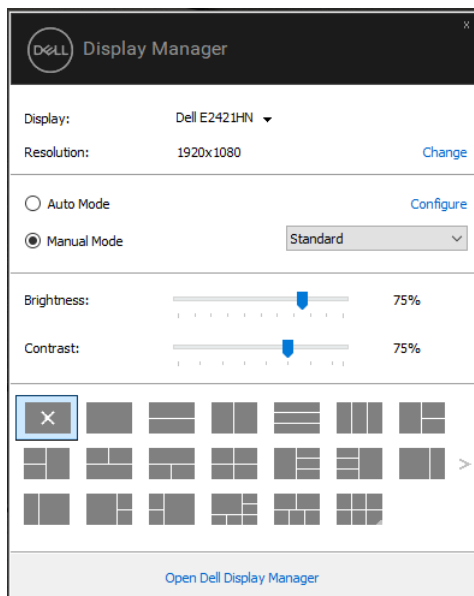 x
DELL Display Manager
Display: Dell E2421HN
Resolution: 1920x1080 Change
Auto Mode Configure
Manual Mode Standard
Brightness: 75%
Contrast: 75%
Open Dell Display Manager